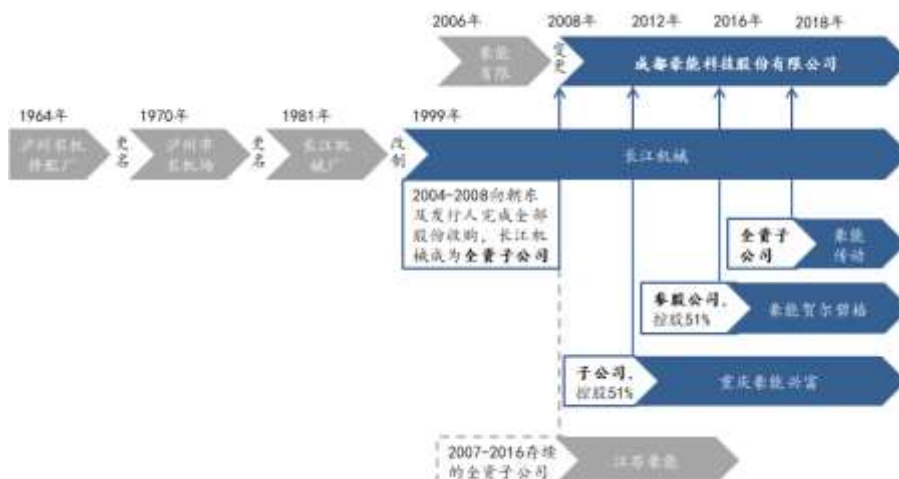 2006年
2008年
2012年
2016年
2018年
豪能
有限
变更
成都豪能科技股份有限公司
1964年
1970年
1981年
1999年
泸州农机
修配厂
更名
泸州市
农机场
更名
长江机
械厂
改制
长江机械
2004-2008向朝东
及发行人完成全部
股份收购，长江机
械成为全资子公司
全资子
公司
豪能
传动
参股公司，
控股51%
豪能贺尔碧格
子公司，
控股51%
重庆豪能兴富
2007-2016存续
的全资子公司
江苏豪能